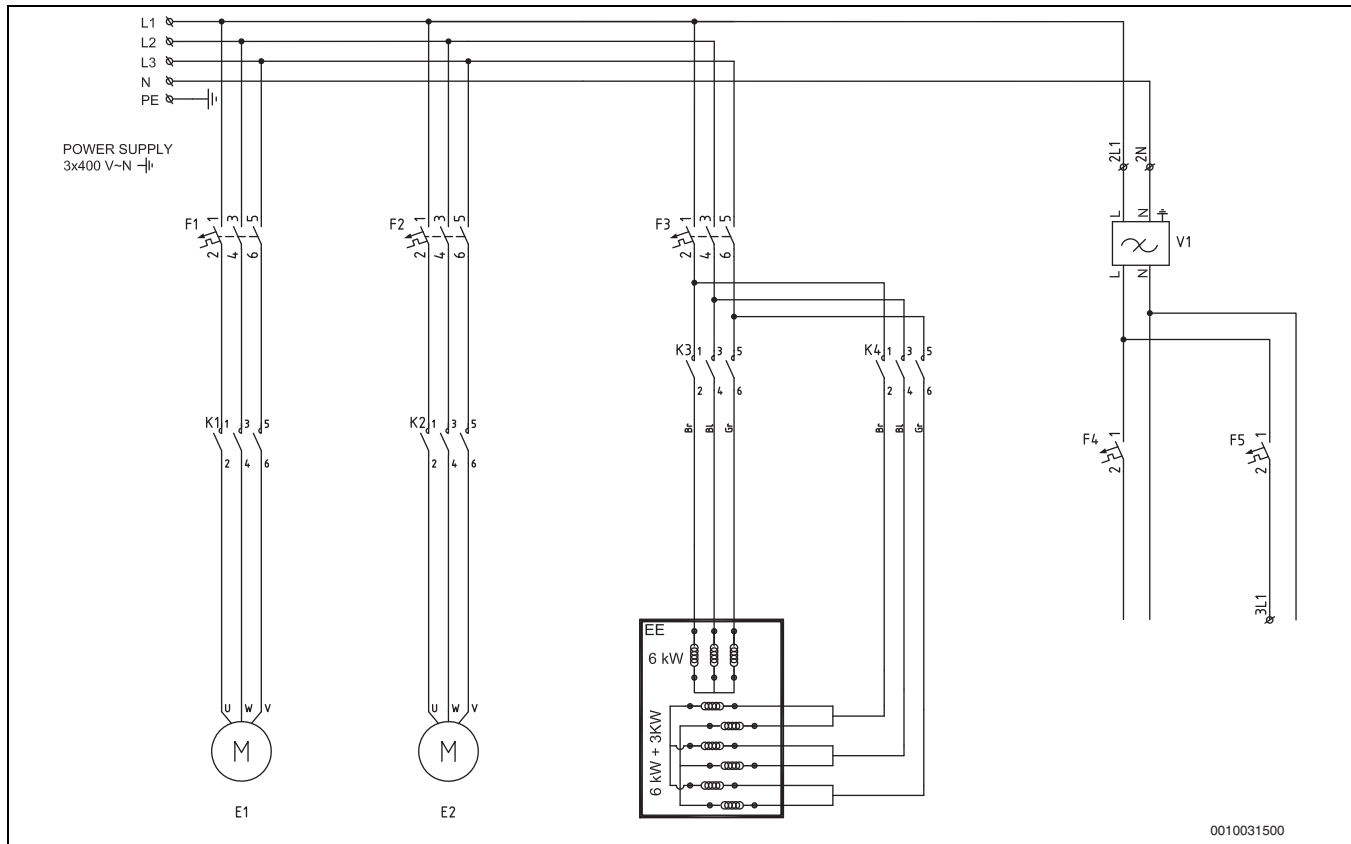 L1
L2
L3
N
PE
POWER SUPPLY
3x400 V~N
2L1
2N
F1
1
3
5
2
4
6
F2
1
3
5
2
4
6
F3
1
3
5
2
4
6
L
N
V1
L
N
K3
1
3
5
2
4
6
K4
1
3
5
2
4
6
K1
1
3
5
2
4
6
K2
1
3
5
2
4
6
Br
Bl
Gr
Br
Bl
Gr
F4
1
2
F5
1
2
3L1
EE
6 kW
6 kW + 3KW
U
W
V
M
E1
U
W
V
M
E2
0010031500